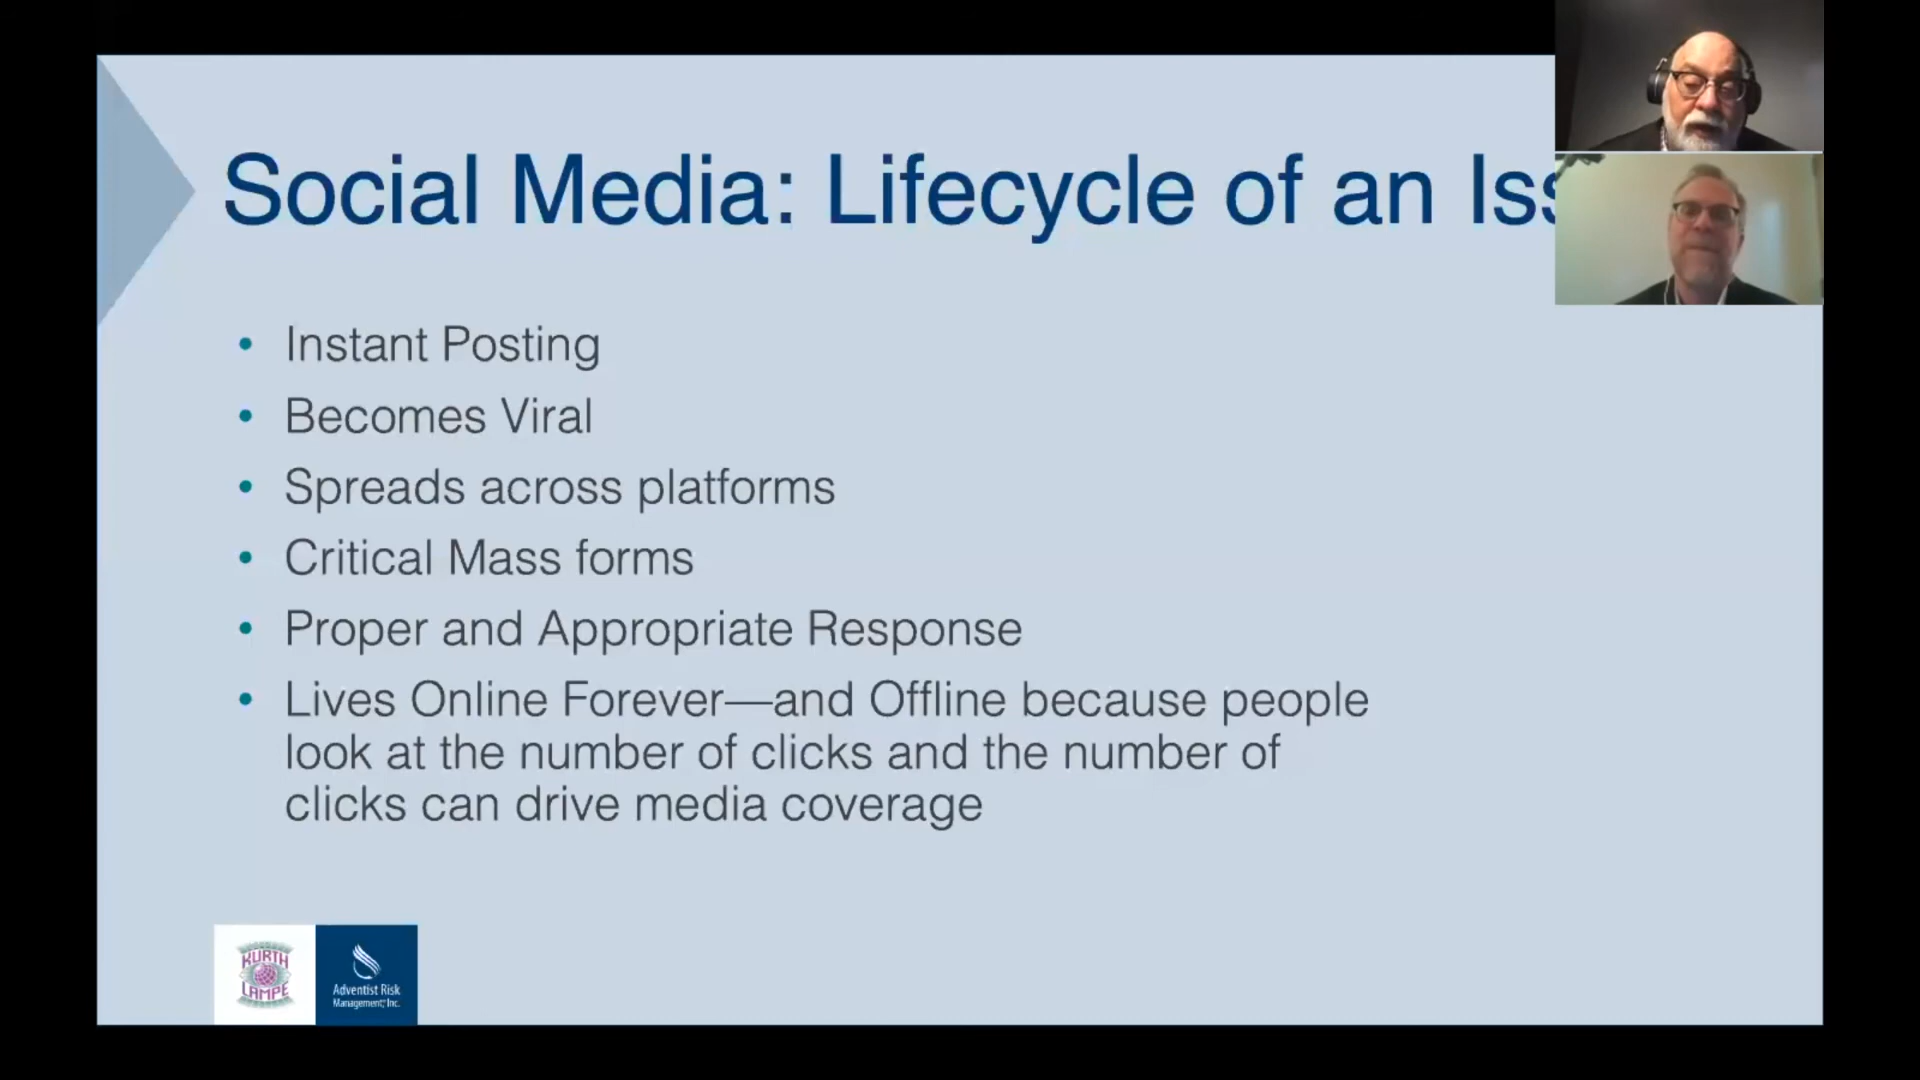 Social Media: Lifecycle of an Iss
• Instant Posting
• Becomes Viral
• Spreads across platforms
• Critical Mass forms
• Proper and Appropriate Response
• Lives Online Forever—and Offline because people
look at the number of clicks and the number of
clicks can drive media coverage
KURTH
LAMPE
Adventist Risk
Management, Inc.